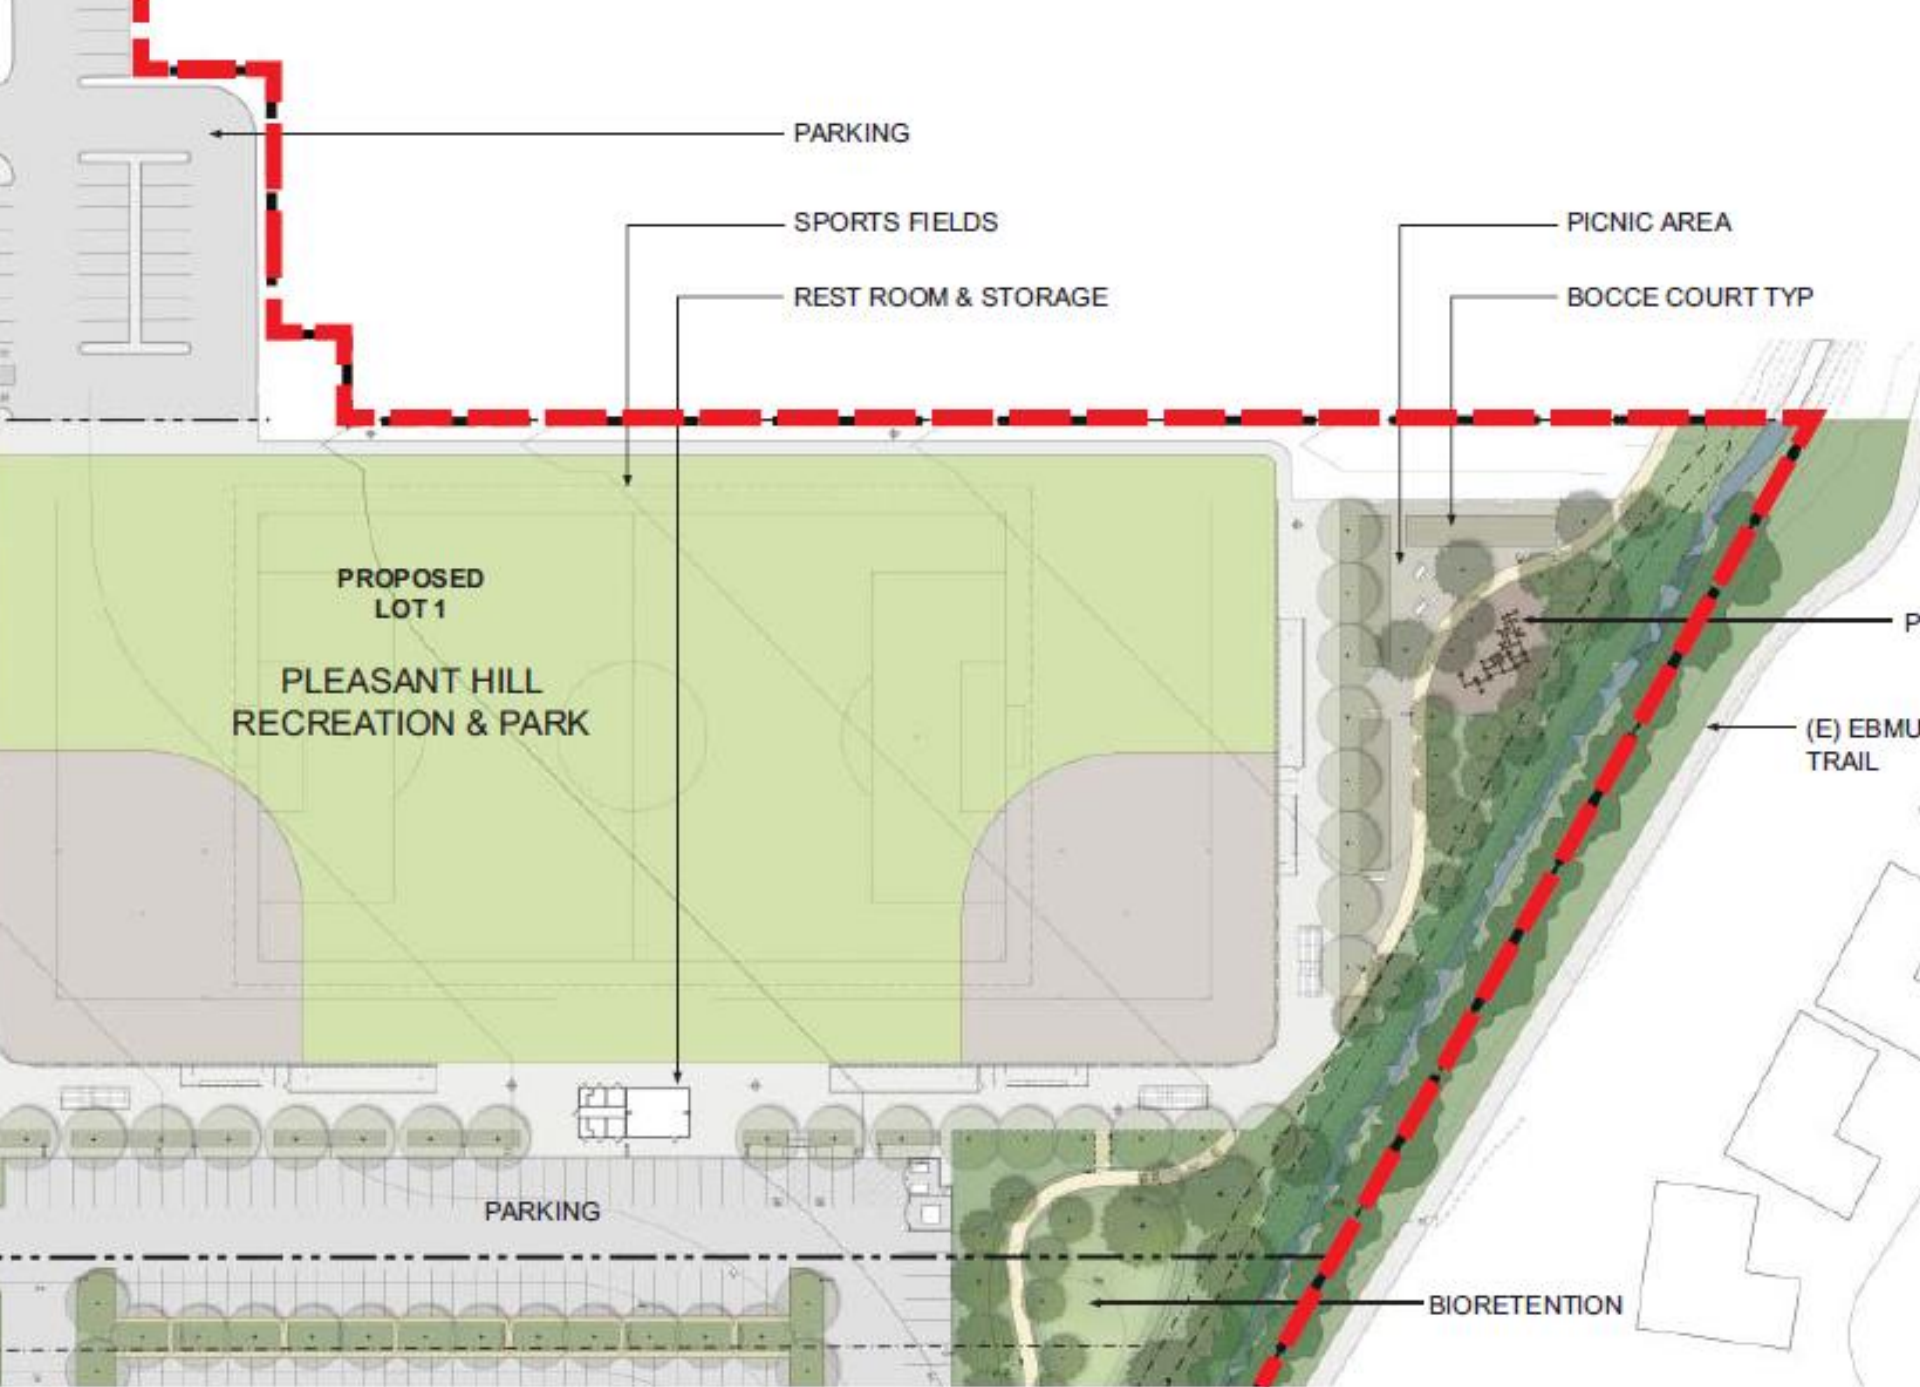 PARKING
SPORTS FIELDS
PICNIC AREA
REST ROOM & STORAGE
BOCCE COURT TYP
PROPOSED
LOT 1
P
PLEASANT HILL
RECREATION & PARK
(E) EBMU
TRAIL
PARKING
BIORETENTION